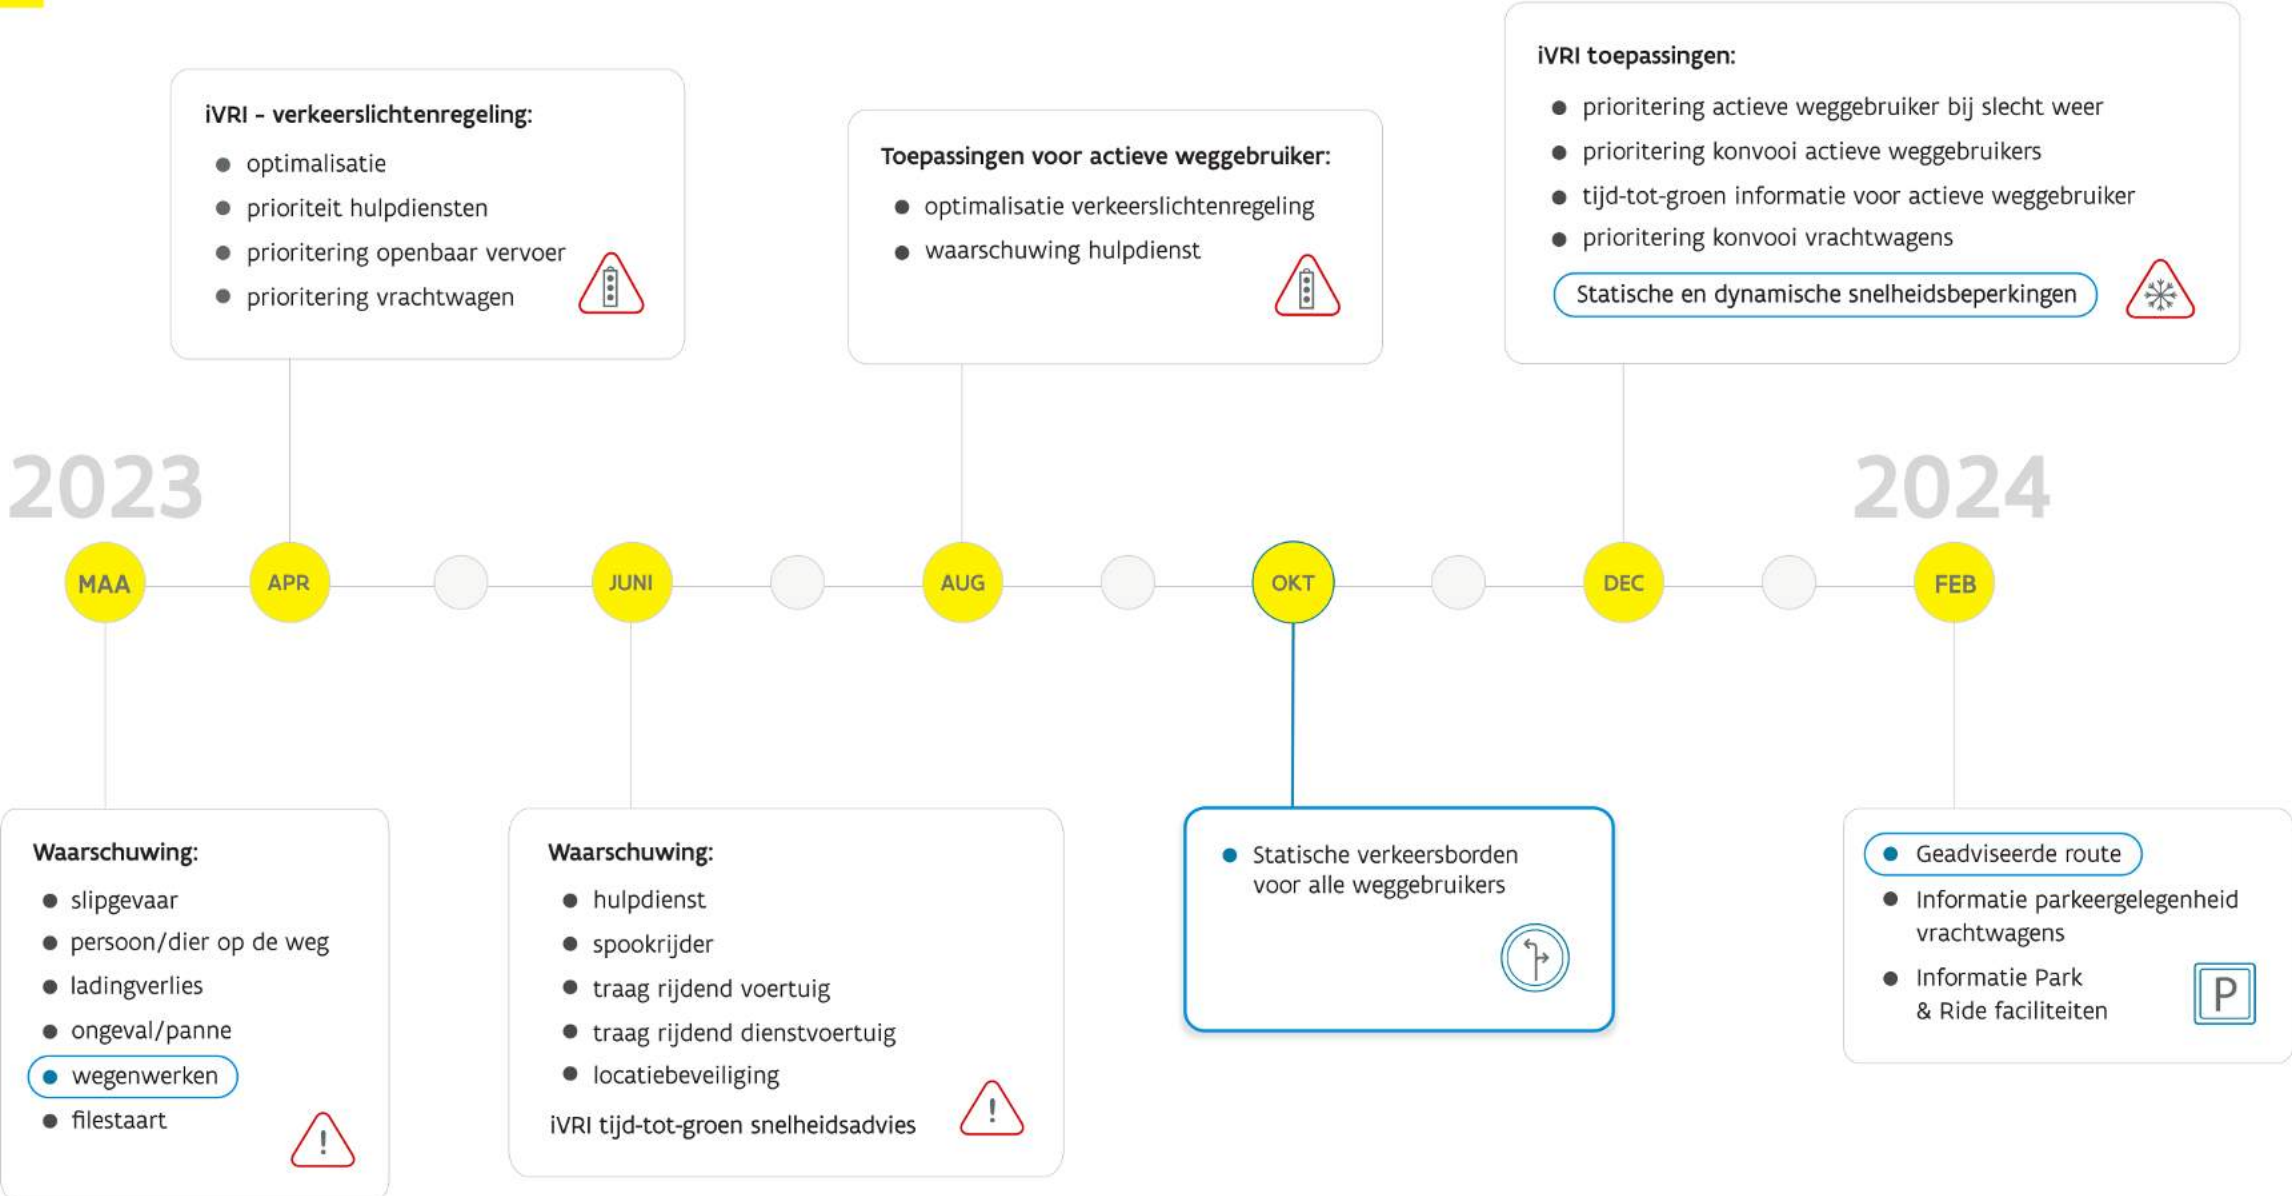 iVRI - verkeerslichtenregeling:
optimalisatie
prioriteit hulpdiensten
prioritering openbaar vervoer
prioritering vrachtwagen
Toepassingen voor actieve weggebruiker:
optimalisatie verkeerslichtenregeling
waarschuwing hulpdienst
iVRI toepassingen:
prioritering actieve weggebruiker bij slecht weer
prioritering konvooi actieve weggebruikers
tijd-tot-groen informatie voor actieve weggebruiker
prioritering konvooi vrachtwagens
Statische en dynamische snelheidsbeperkingen
2023
2024
MAA
APR
JUNI
AUG
OKT
DEC
FEB
Waarschuwing:
slipgevaar
persoon/dier op de weg
ladingverlies
ongeval/panne
wegenwerken
filestaart
!
Waarschuwing:
hulpdienst
spookrijder
traag rijdend voertuig
traag rijdend dienstvoertuig
locatiebeveiliging
iVRI tijd-tot-groen snelheidsadvies
!
Statische verkeersborden
voor alle weggebruikers
Geadviseerde route
Informatie parkeergelegenheid
vrachtwagens
Informatie Park
& Ride faciliteiten
P